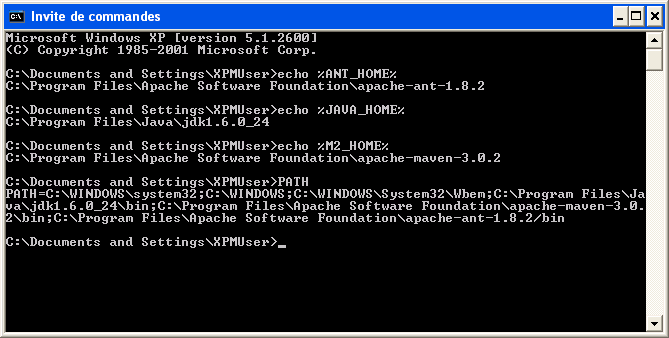 Invite de commandes
Microsoft Windows XP [version 5.1.2600]
(C) Copyright 1985-2001 Microsoft Corp.
C:\Documents and Settings\XPMUser>echo %ANT_HOME%
C:\Program Files\Apache Software Foundation\apache-ant-1.8.2
C:\Documents and Settings\XPMUser>echo %JAVA_HOME%
C:\Program Files\Java\jdk1.6.0_24
C:\Documents and Settings\XPMUser>echo %M2_HOME%
C:\Program Files\Apache Software Foundation\apache-maven-3.0.2
C:\Documents and Settings\XPMUser>PATH
PATH=C:\WINDOWS\system32;C:\WINDOWS;C:\WINDOWS\System32\Wbem;C:\Program Files\Ja
va\jdk1.6.0_24\bin;C:\Program Files\Apache Software Foundation\apache-maven-3.0.
2\bin;C:\Program Files\Apache Software Foundation\apache-ant-1.8.2/bin
C:\Documents and Settings\XPMUser>_